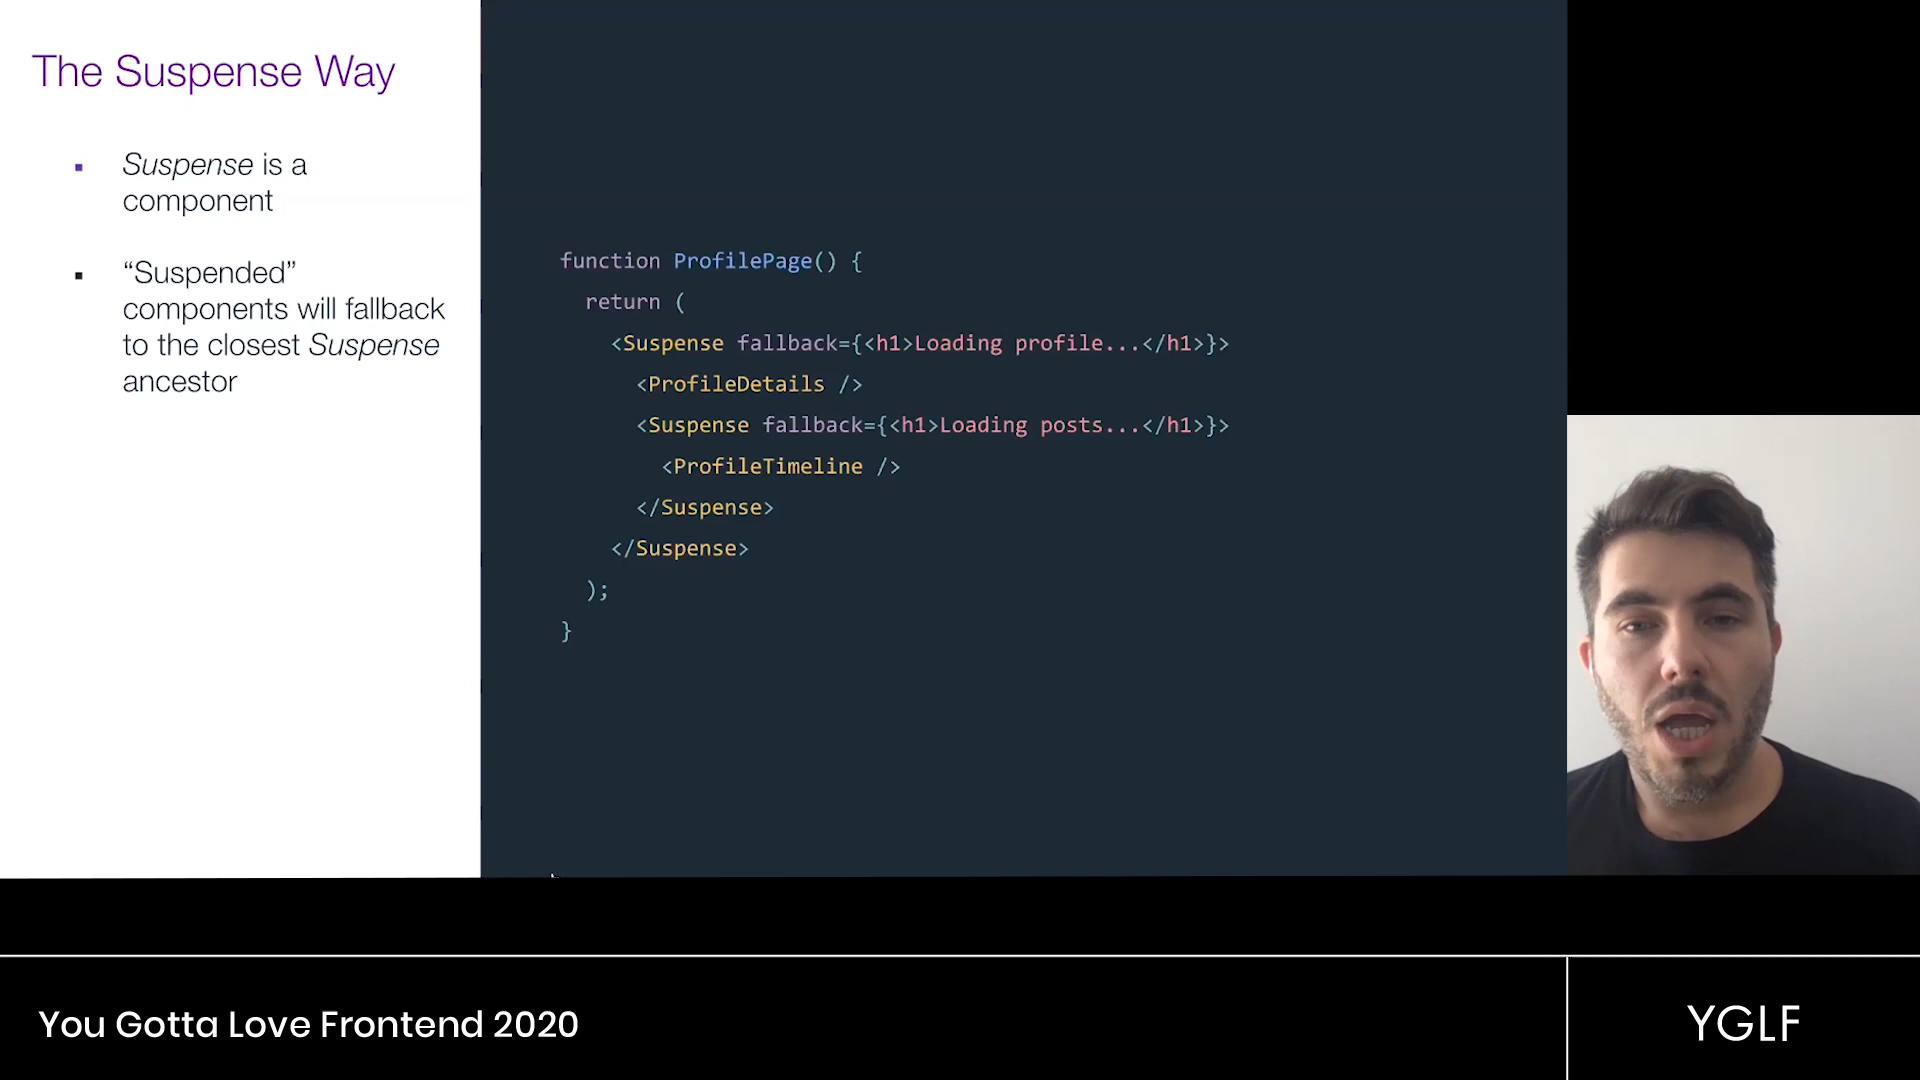 The Suspense Way
▪ Suspense is a
component
▪ “Suspended”
components will fallback
to the closest Suspense
ancestor
function ProfilePage() {
return (
<Suspense fallback={<h1>Loading profile...</h1>}>
<ProfileDetails />
<Suspense fallback={<h1>Loading posts...</h1>}>
<ProfileTimeline />
</Suspense>
</Suspense>
);
}
You Gotta Love Frontend 2020
YGLF